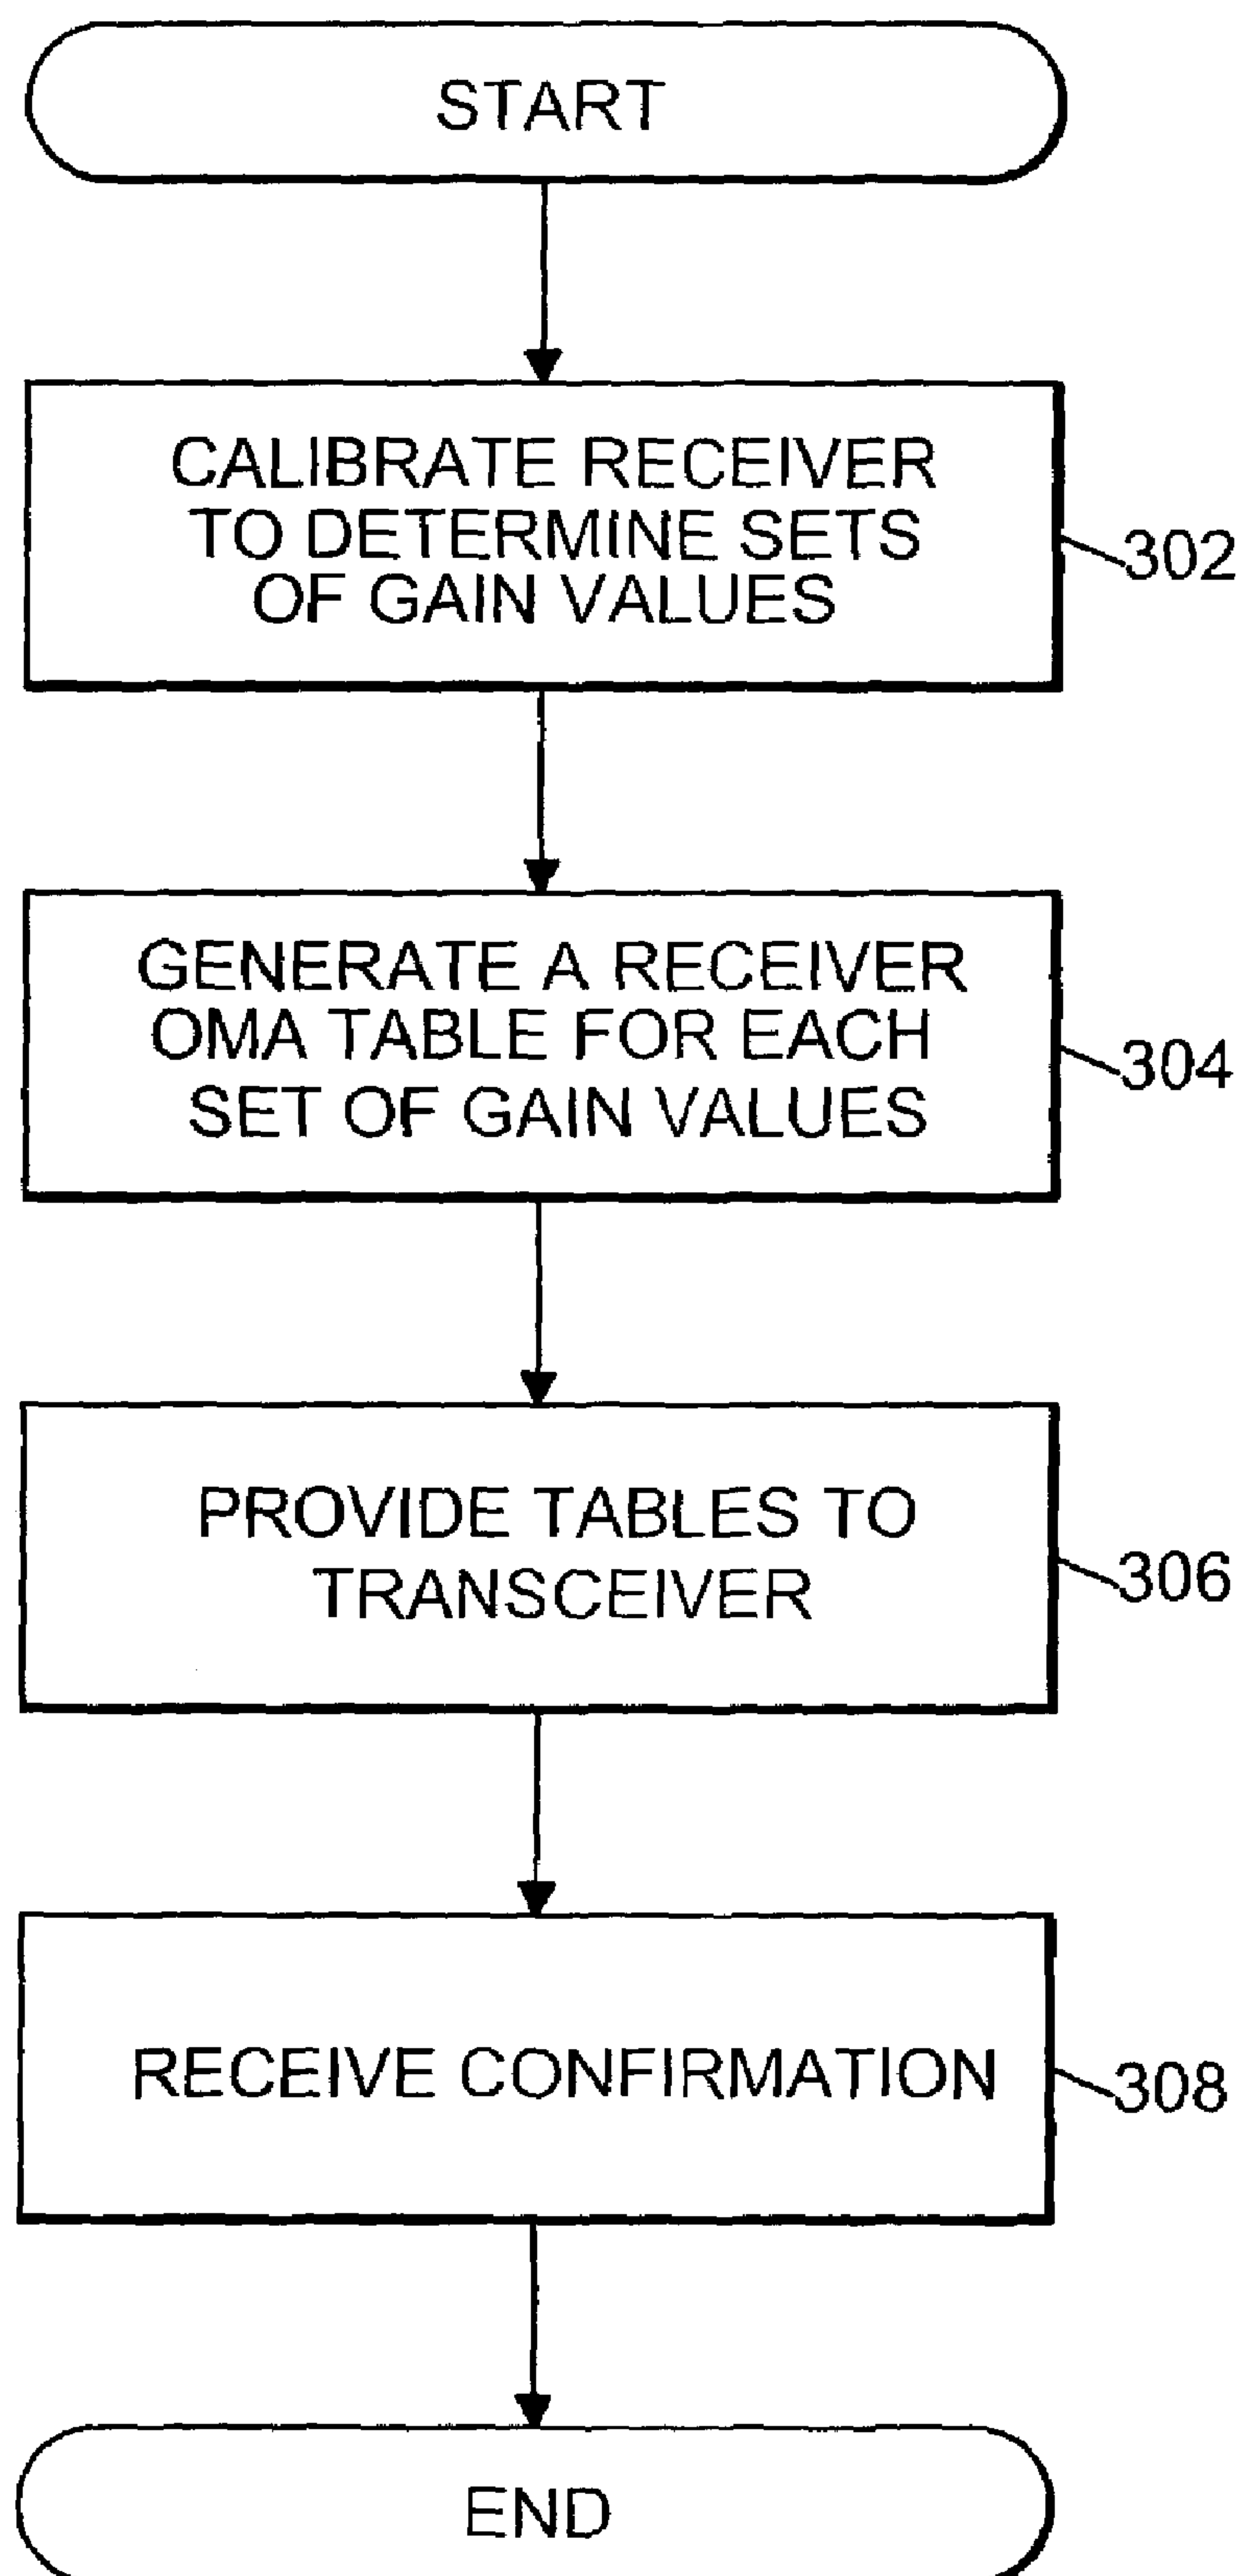 START
CALIBRATE RECEIVER
TO DETERMINE SETS
OF GAIN VALUES
302
GENERATE A RECEIVER
OMA TABLE FOR EACH
SET OF GAIN VALUES
304
PROVIDE TABLES TO
TRANSCEIVER
306
RECEIVE CONFIRMATION
308
END